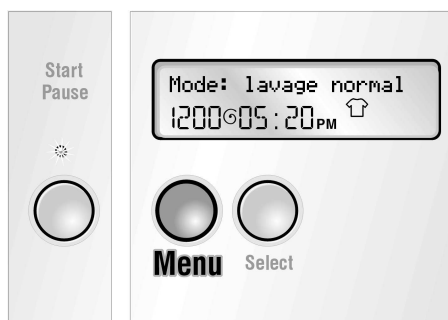 Start
Pause
Mode: lavage normal
1200 05:20PM
Menu
Select